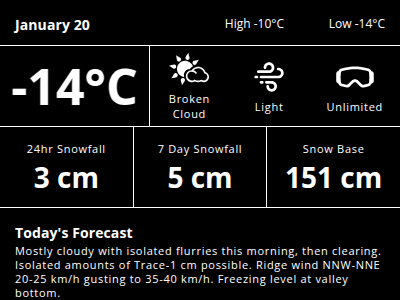 January 20 High -10°C Low -14°C
-14°C
Broken Cloud Light Unlimited
24hr Snowfall 7 Day Snowfall Snow Base
3 cm 5 cm 151 cm
Today's Forecast
Mostly cloudy with isolated flurries this morning, then clearing.
Isolated amounts of Trace-1 cm possible. Ridge wind NNW-NNE
20-25 km/h gusting to 35-40 km/h. Freezing level at valley
bottom.